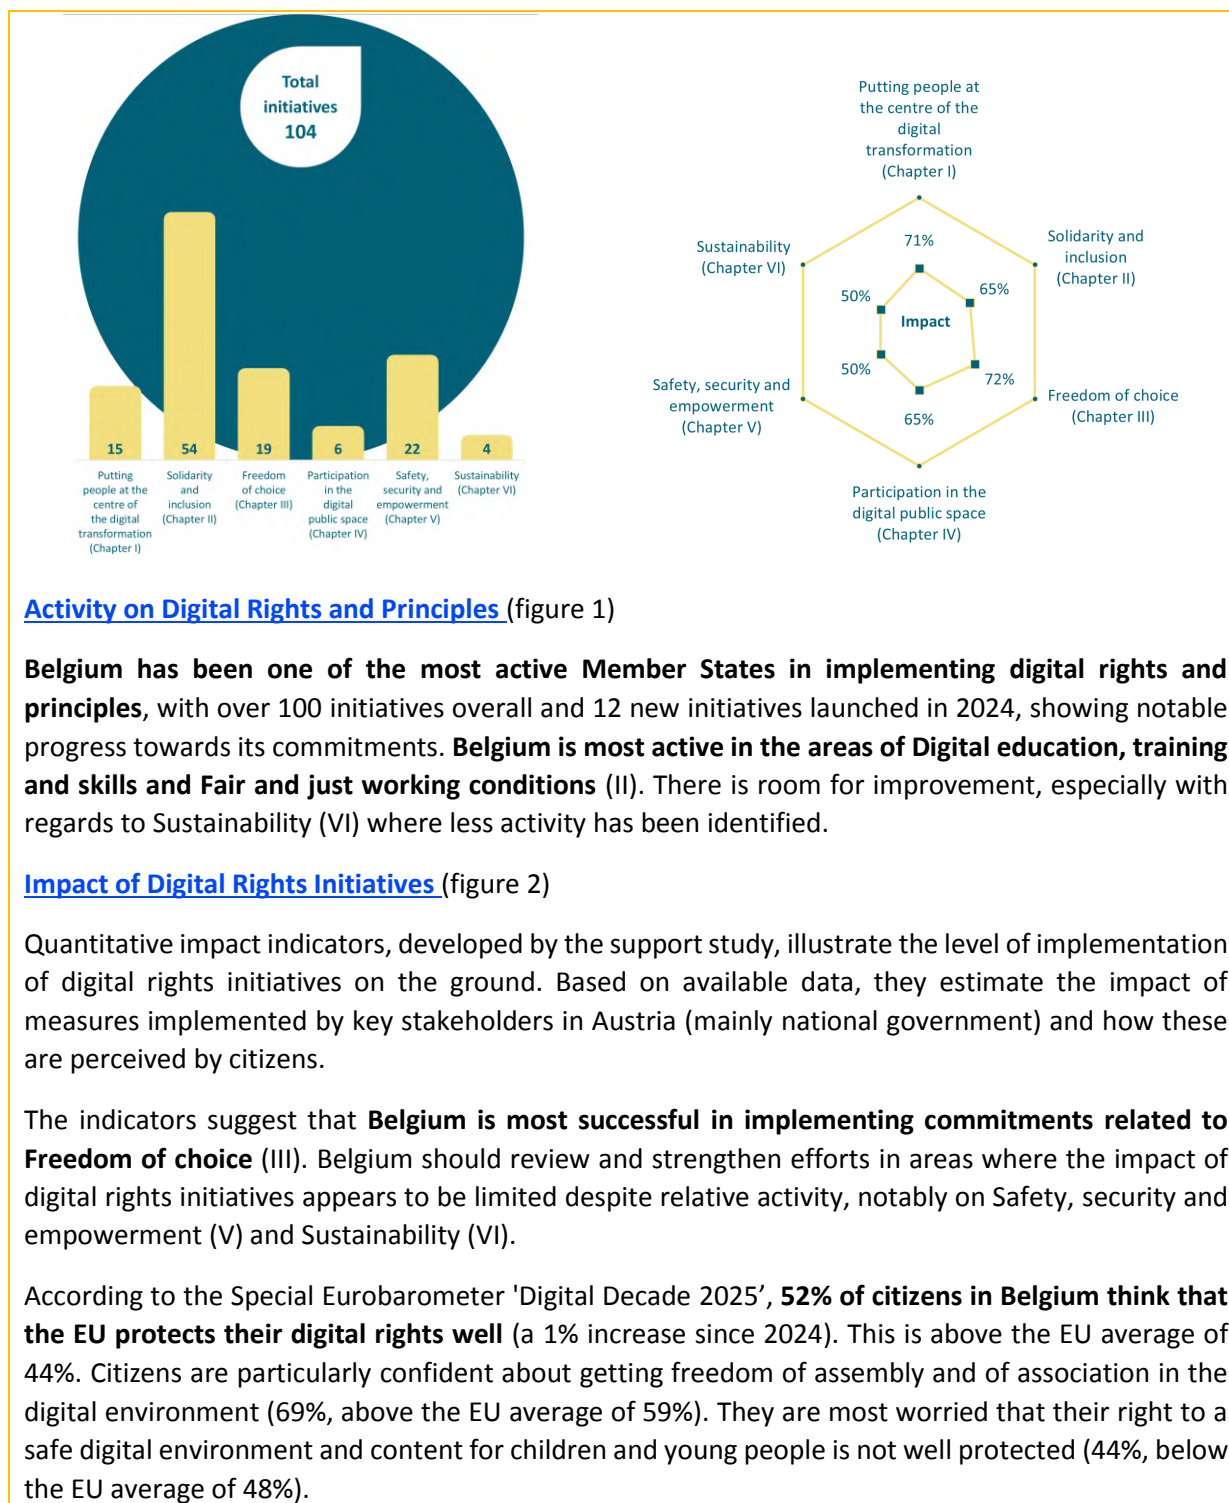 Total
initiatives
104
15
54
19
6
22
4
Putting
people at the
centre of
the digital
transformation
(Chapter I)
Solidarity
and
inclusion
(Chapter II)
Freedom
of choice
(Chapter III)
Participation
in the
digital
public space
(Chapter IV)
Safety,
security and
empowerment
(Chapter V)
Sustainability
(Chapter VI)
Putting people at
the centre of the
digital
transformation
(Chapter I)
Sustainability
(Chapter VI)
Solidarity and
inclusion
(Chapter II)
71%
50%
65%
Impact
50%
72%
65%
Safety, security and
empowerment
(Chapter V)
Freedom of choice
(Chapter III)
Participation in the
digital public space
(Chapter IV)
Activity on Digital Rights and Principles (figure 1)
Belgium has been one of the most active Member States in implementing digital rights and
principles, with over 100 initiatives overall and 12 new initiatives launched in 2024, showing notable
progress towards its commitments. Belgium is most active in the areas of Digital education, training
and skills and Fair and just working conditions (II). There is room for improvement, especially with
regards to Sustainability (VI) where less activity has been identified.
Impact of Digital Rights Initiatives (figure 2)
Quantitative impact indicators, developed by the support study, illustrate the level of implementation
of digital rights initiatives on the ground. Based on available data, they estimate the impact of
measures implemented by key stakeholders in Austria (mainly national government) and how these
are perceived by citizens.
The indicators suggest that Belgium is most successful in implementing commitments related to
Freedom of choice (III). Belgium should review and strengthen efforts in areas where the impact of
digital rights initiatives appears to be limited despite relative activity, notably on Safety, security and
empowerment (V) and Sustainability (VI).
According to the Special Eurobarometer 'Digital Decade 2025’, 52% of citizens in Belgium think that
the EU protects their digital rights well (a 1% increase since 2024). This is above the EU average of
44%. Citizens are particularly confident about getting freedom of assembly and of association in the
digital environment (69%, above the EU average of 59%). They are most worried that their right to a
safe digital environment and content for children and young people is not well protected (44%, below
the EU average of 48%).